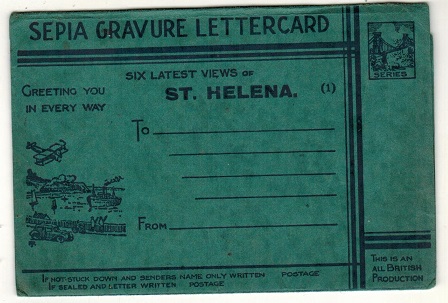 SEPIA GRAVURE LETTERCARD
SERIES
GREETING YOU
IN EVERY WAY
SIX LATEST VIEWS OF
ST. HELENA. (1)
TO
FROM
IF NOT STUCK DOWN AND SENDERS NAME ONLY WRITTEN POSTAGE
IF SEALED AND LETTER WRITTEN POSTAGE
THIS IS AN
ALL BRITISH
PRODUCTION